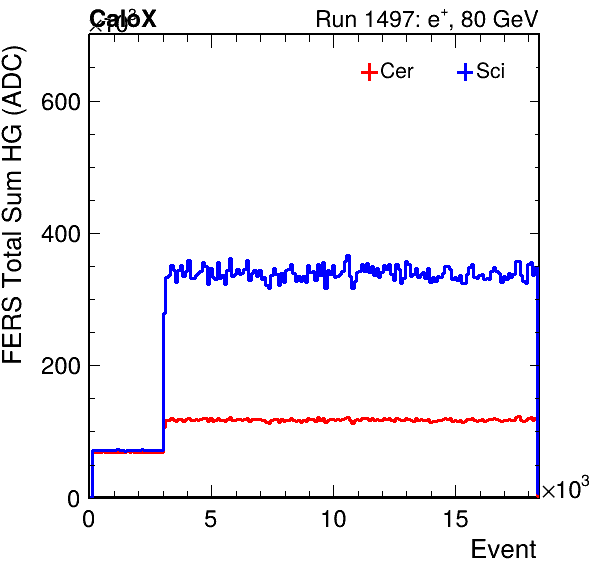 CaloX ×10³ Run 1497: e⁺, 80 GeV
FERS Total Sum HG (ADC)
Cer Sci
600
400
200
0
0 5 10 15 ×10³
Event